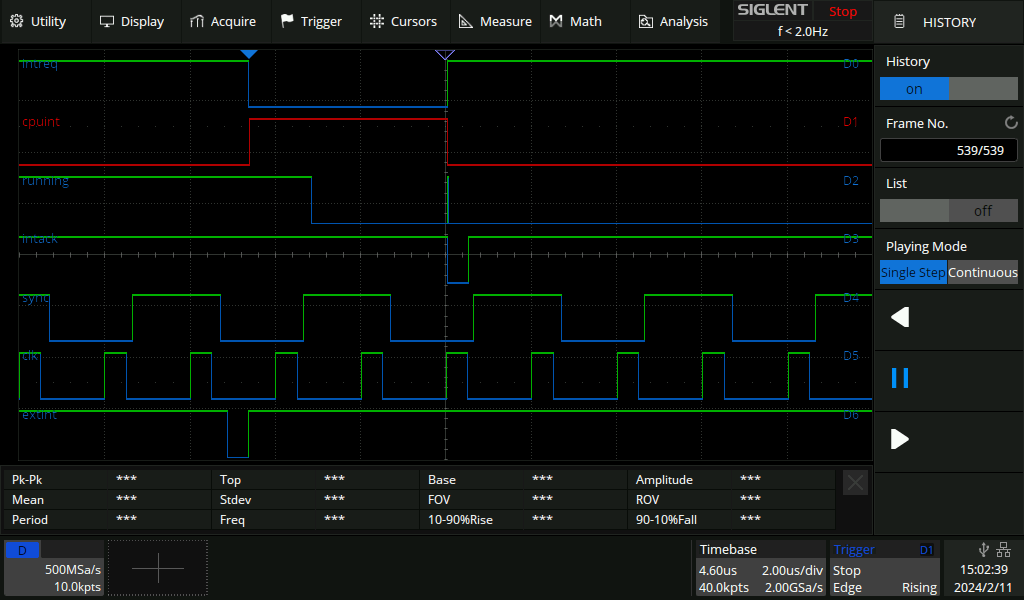 Utility Display Acquire Trigger Cursors Measure Math Analysis SIGLENT Stop HISTORY
f < 2.0Hz
History
intreq D0
on
Frame No.
cpuint D1
539/539
running D2
List
off
intack D3
Playing Mode
Single Step Continuous
sync D4
clk D5
extint D6
Pk-Pk *** Top *** Base *** Amplitude ***
Mean *** Stdev *** FOV *** ROV ***
Period *** Freq *** 10-90%Rise *** 90-10%Fall ***
D Timebase Trigger D1
500MSa/s 4.60us 2.00us/div Stop 15:02:39
10.0kpts 40.0kpts 2.00GSa/s Edge Rising 2024/2/11